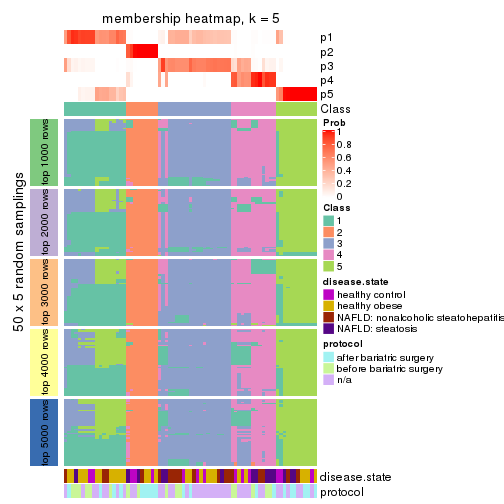 membership heatmap, k = 5
p1
p2
p3
p4
p5
Class
50 x 5 random samplings
top 1000 rows
top 2000 rows
top 3000 rows
top 4000 rows
top 5000 rows
disease.state
protocol
Prob
1
0.8
0.6
0.4
0.2
0
Class
1
2
3
4
5
disease.state
healthy control
healthy obese
NAFLD: nonalcoholic steatohepatitis
NAFLD: steatosis
protocol
after bariatric surgery
before bariatric surgery
n/a